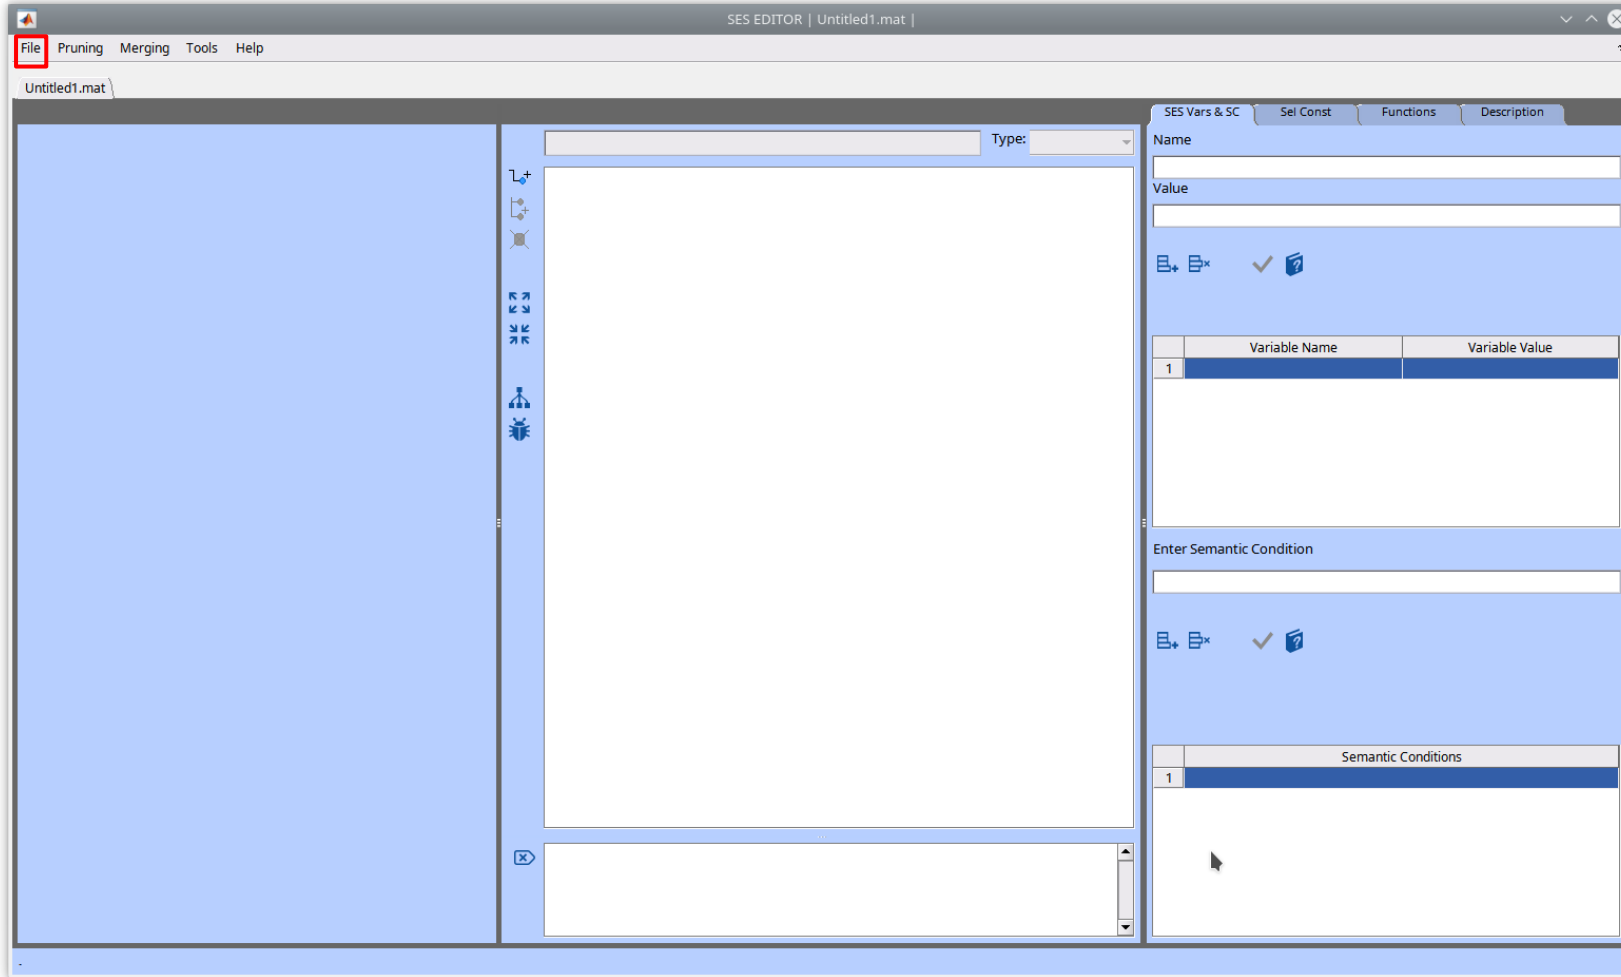 SES EDITOR | Untitled1.mat |
File Pruning Merging Tools Help
Untitled1.mat
SES Vars & SC Sel Const Functions Description
Type:
Name
Value
Variable Name Variable Value
1
Enter Semantic Condition
Semantic Conditions
1